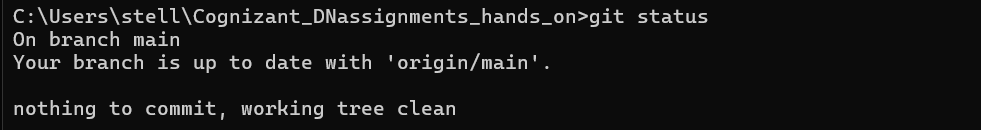 C:\Users\stell\Cognizant_DNassignments_hands_on>git status
On branch main
Your branch is up to date with 'origin/main'.
nothing to commit, working tree clean